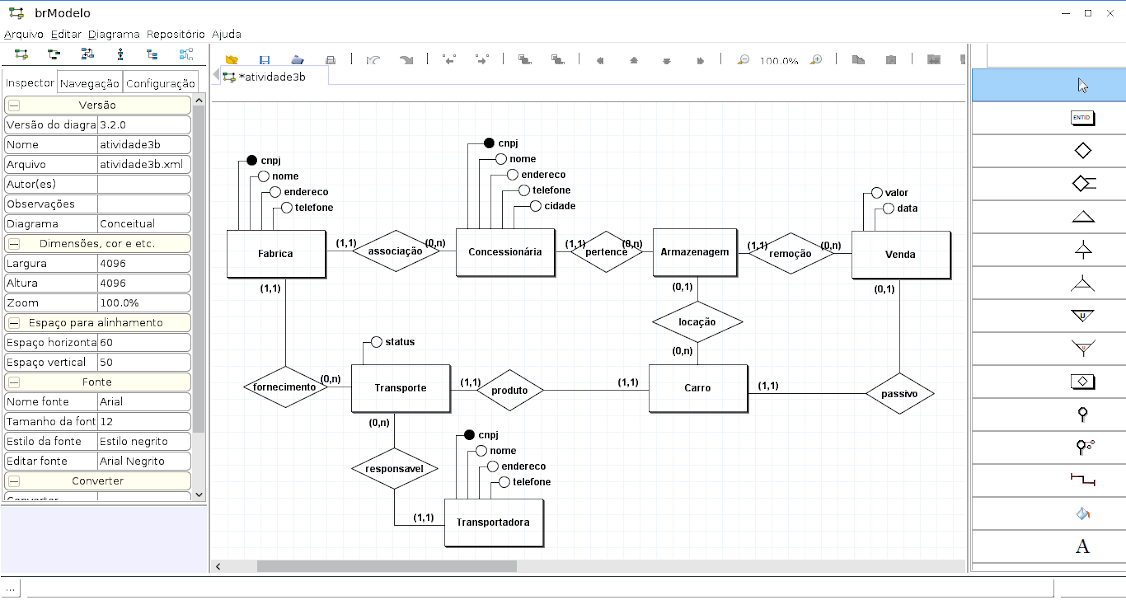 brModelo
Arquivo Editar Diagrama Repositório Ajuda
100.0%
Inspector Navegação Configuração
*atividade3b
Versão
Versão do diagra 3.2.0
Nome atividade3b
Arquivo atividade3b.xml
Autor(es)
Observações
Diagrama Conceitual
Dimensões, cor e etc.
Largura 4096
Altura 4096
Zoom 100.0%
Espaço para alinhamento
Espaço horizonta 60
Espaço vertical 50
Fonte
Nome fonte Arial
Tamanho da font 12
Estilo da fonte Estilo negrito
Editar fonte Arial Negrito
Converter
Converter
...
cnpj
nome
endereco
telefone
Fabrica
(1,1)
associação
(0,n)
cnpj
nome
endereco
telefone
cidade
Concessionária
(1,1)
pertence
(0,n)
Armazenagem
(1,1)
remoção
(0,n)
valor
data
Venda
(1,1)
(0,1)
(0,1)
locação
(0,n)
fornecimento
(0,n)
status
Transporte
(1,1)
produto
(1,1)
Carro
(1,1)
passivo
(0,n)
responsavel
(1,1)
cnpj
nome
endereco
telefone
Transportadora
ENTID
A